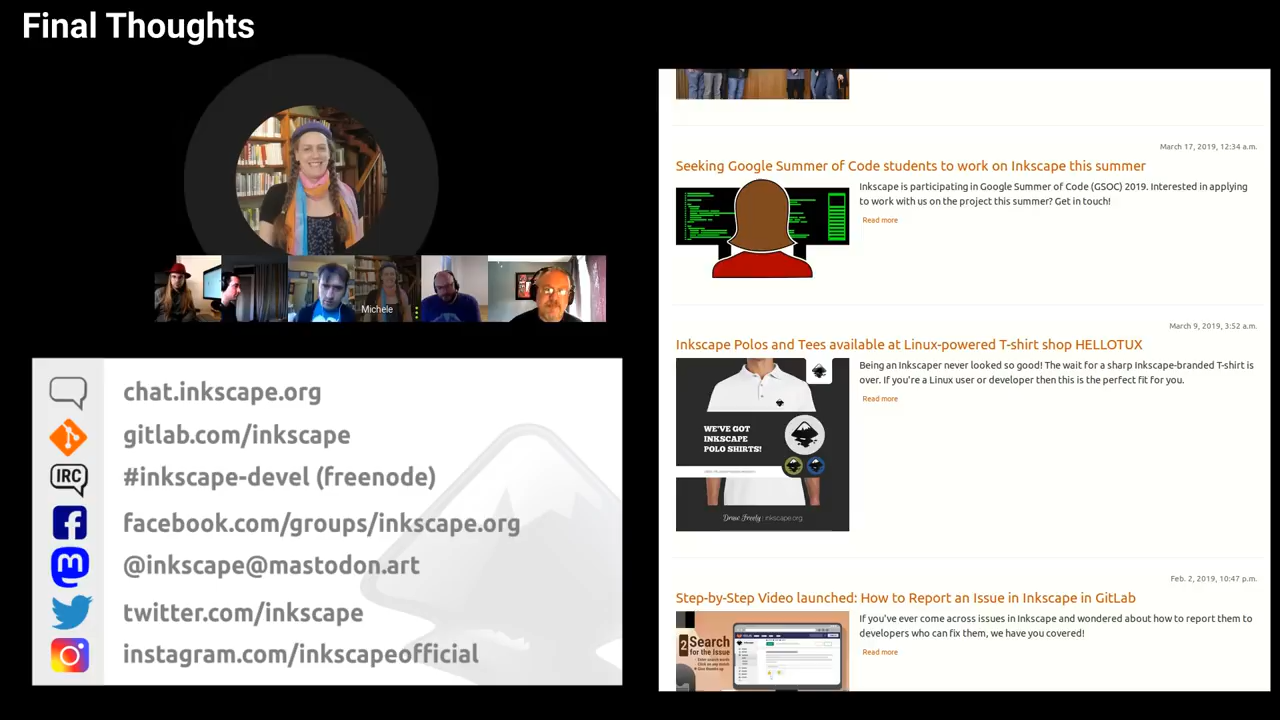 Final Thoughts
Michele
chat.inkscape.org
gitlab.com/inkscape
IRC
#inkscape-devel (freenode)
facebook.com/groups/inkscape.org
@inkscape@mastodon.art
twitter.com/inkscape
instagram.com/inkscapeofficial
March 17, 2019, 12:34 a.m.
Seeking Google Summer of Code students to work on Inkscape this summer
Inkscape is participating in Google Summer of Code (GSOC) 2019. Interested in applying
to work with us on the project this summer? Get in touch!
Read more
March 9, 2019, 3:52 a.m.
Inkscape Polos and Tees available at Linux-powered T-shirt shop HELLOTUX
Being an Inkscaper never looked so good! The wait for a sharp Inkscape-branded T-shirt is
over. If you're a Linux user or developer then this is the perfect fit for you.
Read more
WE'VE GOT
INKSCAPE
POLO SHIRTS!
Draw Freely | inkscape.org
Feb. 2, 2019, 10:47 p.m.
Step-by-Step Video launched: How to Report an Issue in Inkscape in GitLab
If you've ever come across issues in Inkscape and wondered about how to report them to
developers who can fix them, we have you covered!
Read more
2 Search
for the Issue